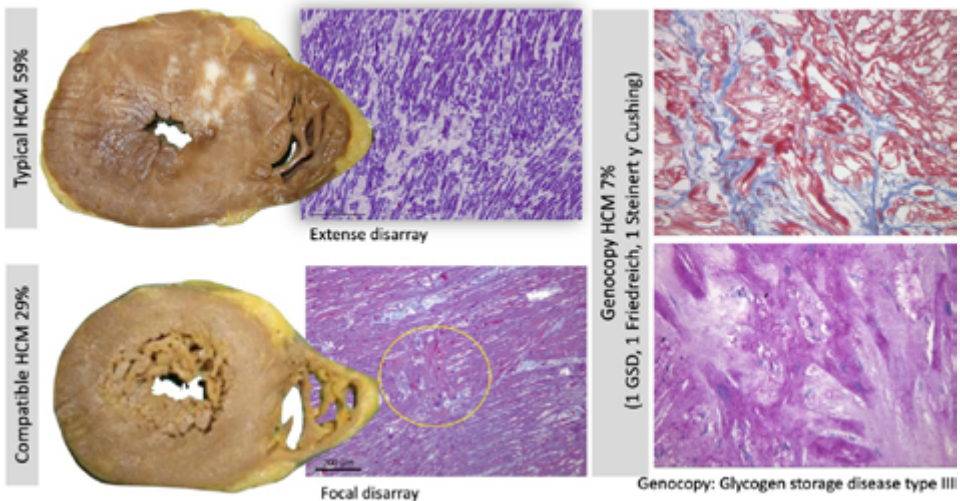 Typical HCM 59%
Extense disarray
Compatible HCM 29%
Focal disarray
Genocopy HCM 7%
(1 GSD, 1 Friedreich, 1 Steinert y Cushing)
Genocopy: Glycogen storage disease type IIII